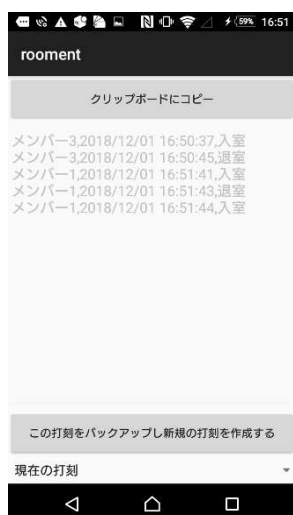 59% 16:51
rooment
クリップボードにコピー
メンバー3,2018/12/01 16:50:37,入室
メンバー3,2018/12/01 16:50:45,退室
メンバー1,2018/12/01 16:51:41,入室
メンバー1,2018/12/01 16:51:43,退室
メンバー1,2018/12/01 16:51:44,入室
この打刻をバックアップし新規の打刻を作成する
現在の打刻